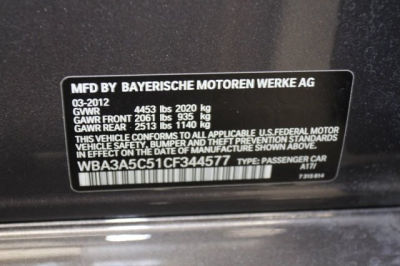 MFD BY BAYERISCHE MOTOREN WERKE AG
03-2012
GVWR 4453 lbs 2020 kg
GAWR FRONT 2061 lbs 935 kg
GAWR REAR 2513 lbs 1140 kg
THIS VEHICLE CONFORMS TO ALL APPLICABLE U.S.FEDERAL MOTOR
VEHICLE SAFETY, BUMPER, AND THEFT PREVENTION STANDARDS
IN EFFECT ON THE DATE OF MANUFACTURE SHOWN ABOVE.
WBA3A5C51CF344577 TYPE: PASSENGER CAR
A17/
7 313 614